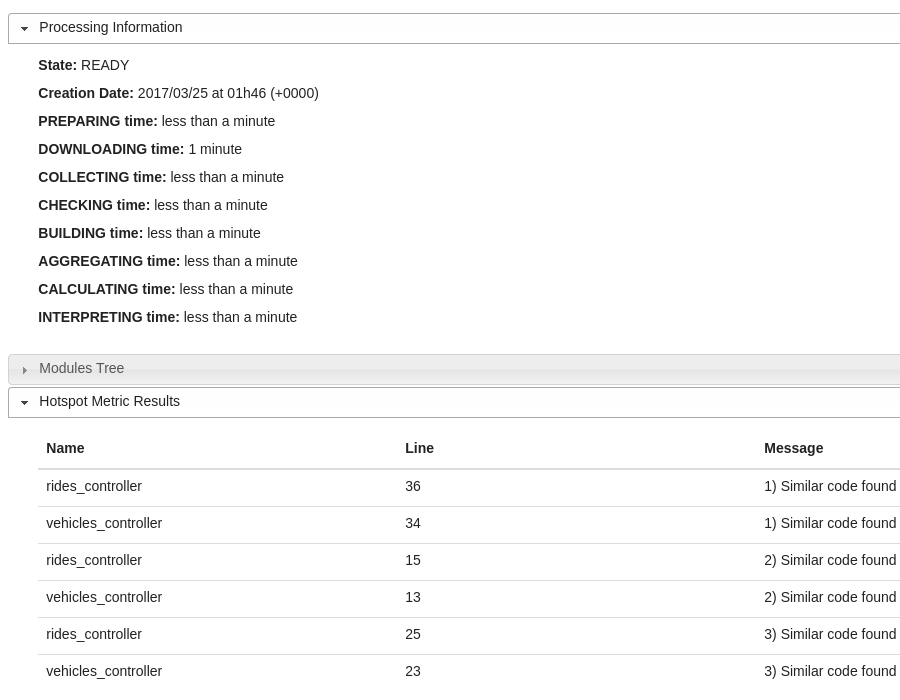 Processing Information
State: READY
Creation Date: 2017/03/25 at 01h46 (+0000)
PREPARING time: less than a minute
DOWNLOADING time: 1 minute
COLLECTING time: less than a minute
CHECKING time: less than a minute
BUILDING time: less than a minute
AGGREGATING time: less than a minute
CALCULATING time: less than a minute
INTERPRETING time: less than a minute
Modules Tree
Hotspot Metric Results
Name Line Message
rides_controller 36 1) Similar code found
vehicles_controller 34 1) Similar code found
rides_controller 15 2) Similar code found
vehicles_controller 13 2) Similar code found
rides_controller 25 3) Similar code found
vehicles_controller 23 3) Similar code found